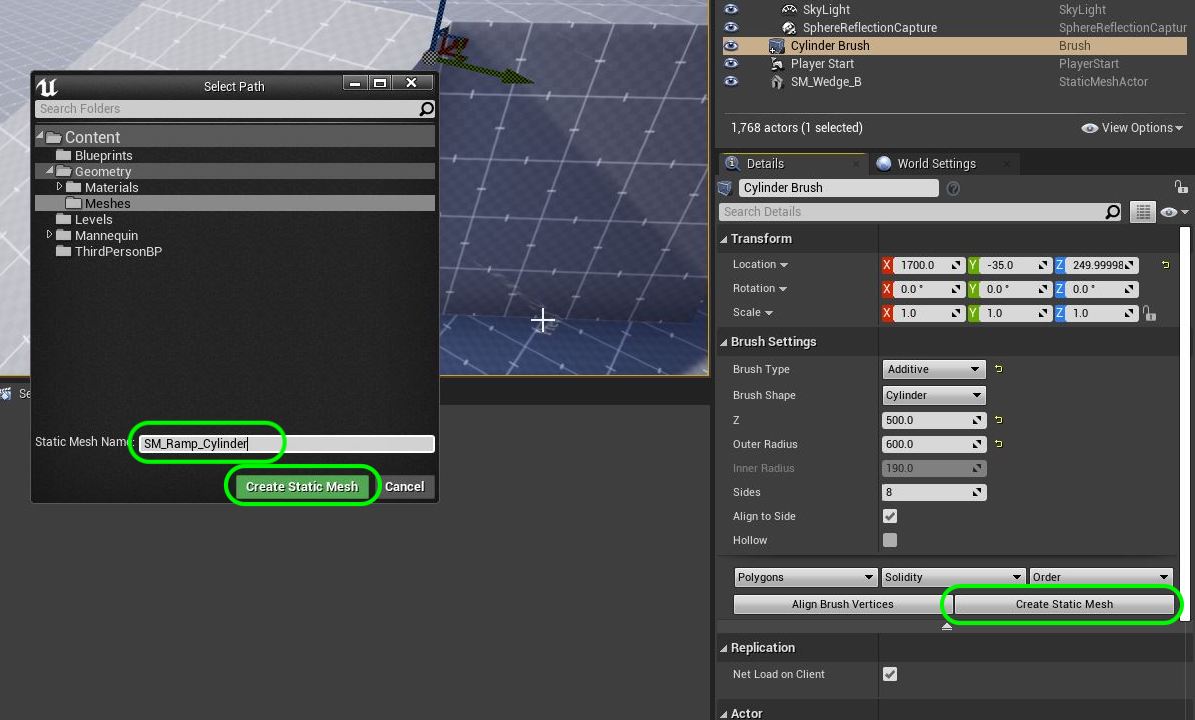 SkyLight SkyLight
SphereReflectionCapture SphereReflectionCaptur
Cylinder Brush Brush
Player Start PlayerStart
SM_Wedge_B StaticMeshActor
1,768 actors (1 selected) View Options
Select Path
Search Folders
Content
Blueprints
Geometry
Materials
Meshes
Levels
Mannequin
ThirdPersonBP
Se
Static Mesh Name:
SM_Ramp_Cylinder
Create Static Mesh Cancel
Details World Settings
Cylinder Brush
Search Details
Transform
Location X 1700.0 Y -35.0 Z 249.99998
Rotation X 0.0 ° Y 0.0 ° Z 0.0 °
Scale X 1.0 Y 1.0 Z 1.0
Brush Settings
Brush Type Additive
Brush Shape Cylinder
Z 500.0
Outer Radius 600.0
Inner Radius 190.0
Sides 8
Align to Side
Hollow
Polygons Solidity Order
Align Brush Vertices Create Static Mesh
Replication
Net Load on Client
Actor